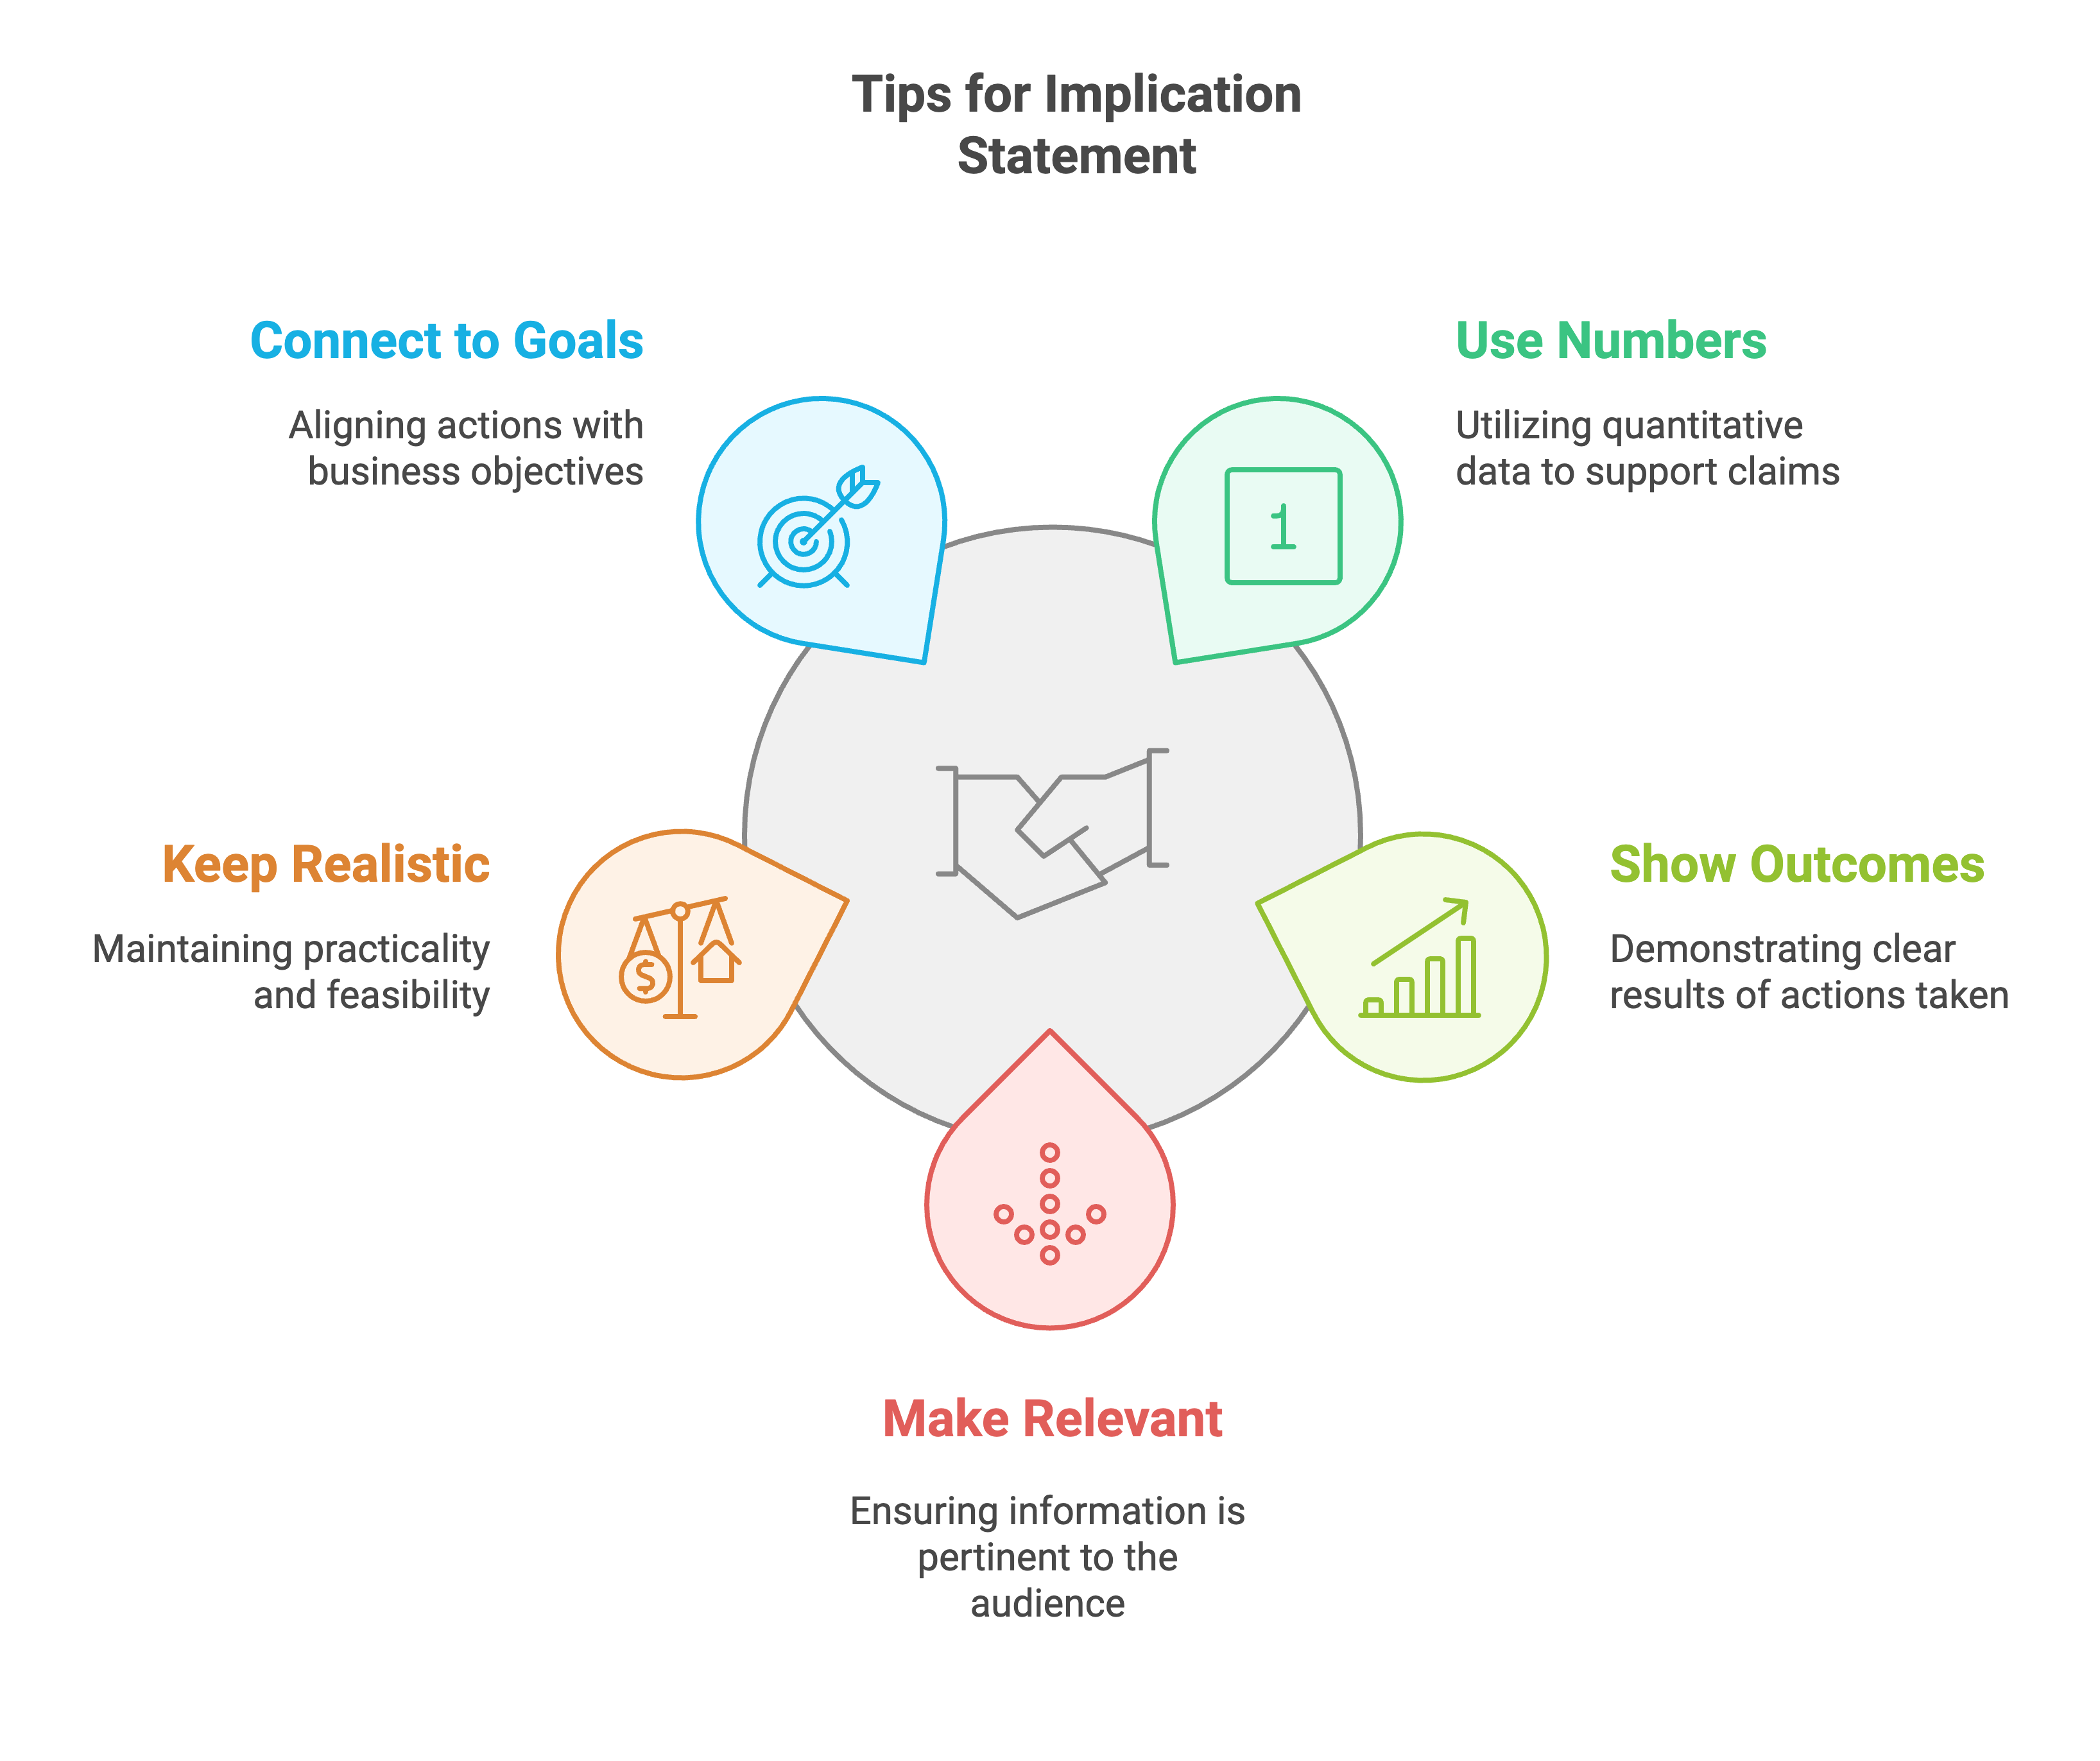 Tips for Implication
Statement
Connect to Goals
Aligning actions with
business objectives
Use Numbers
Utilizing quantitative
data to support claims
1
Keep Realistic
Maintaining practicality
and feasibility
$
Show Outcomes
Demonstrating clear
results of actions taken
Make Relevant
Ensuring information is
pertinent to the
audience